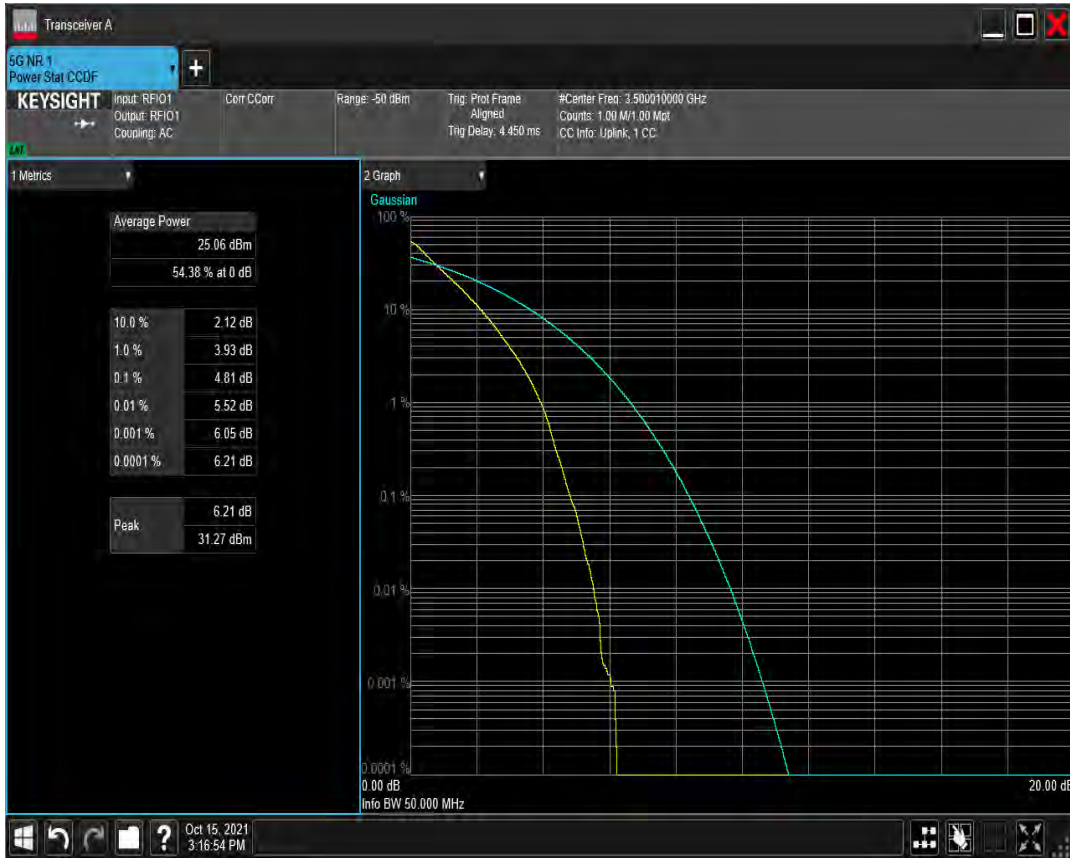 Transceiver A
5G NR 1
Power Stat CCDF
+
KEYSIGHT
Input: RFIO1
Output: RFIO1
Coupling: AC
Corr CCorr
Range: -50 dBm
Trig: Prot Frame
Aligned
Trig Delay: 4.450 ms
#Center Freq: 3.500010000 GHz
Counts: 1.00 M/1.00 Mpt
CC Info: Uplink, 1 CC
1 Metrics
Average Power
25.06 dBm
54.38 % at 0 dB
10.0 % 2.12 dB
1.0 % 3.93 dB
0.1 % 4.81 dB
0.01 % 5.52 dB
0.001 % 6.05 dB
0.0001 % 6.21 dB
Peak
6.21 dB
31.27 dBm
2 Graph
Gaussian
100 %
10 %
1 %
0.1 %
0.01 %
0.001 %
0.0001 %
0.00 dB
20.00 dB
Info BW 50.000 MHz
?
Oct 15, 2021
3:16:54 PM